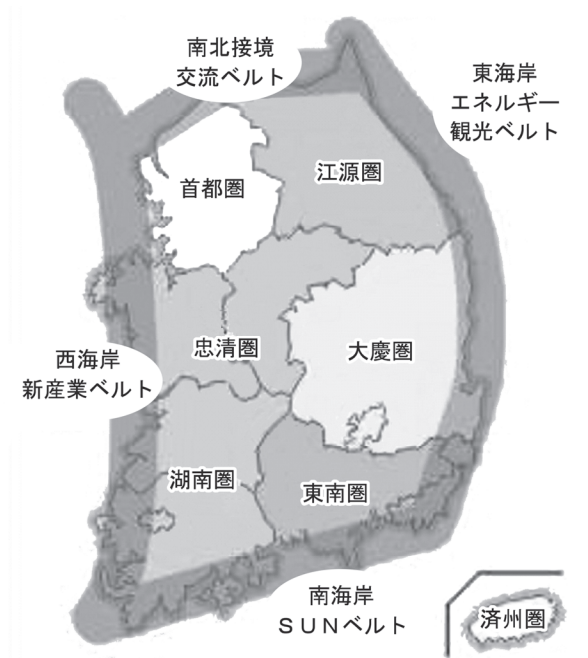 南北接境
交流ベルト
東海岸
エネルギー
観光ベルト
首都圏
江源圏
忠清圏
大慶圏
西海岸
新産業ベルト
湖南圏
東南圏
南海岸
ＳＵＮベルト
済州圏